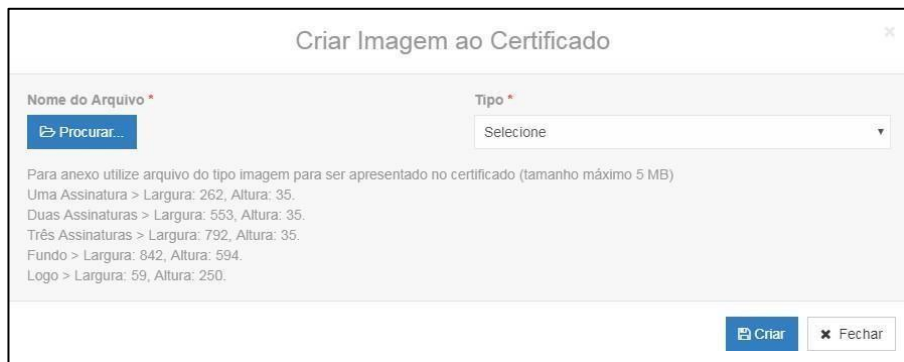 Criar Imagem ao Certificado
×
Nome do Arquivo *
Tipo *
Procurar...
Selecione
Para anexo utilize arquivo do tipo imagem para ser apresentado no certificado (tamanho máximo 5 MB)
Uma Assinatura > Largura: 262, Altura: 35.
Duas Assinaturas > Largura: 553, Altura: 35.
Três Assinaturas > Largura: 792, Altura: 35.
Fundo > Largura: 842, Altura: 594.
Logo > Largura: 59, Altura: 250.
Criar
× Fechar